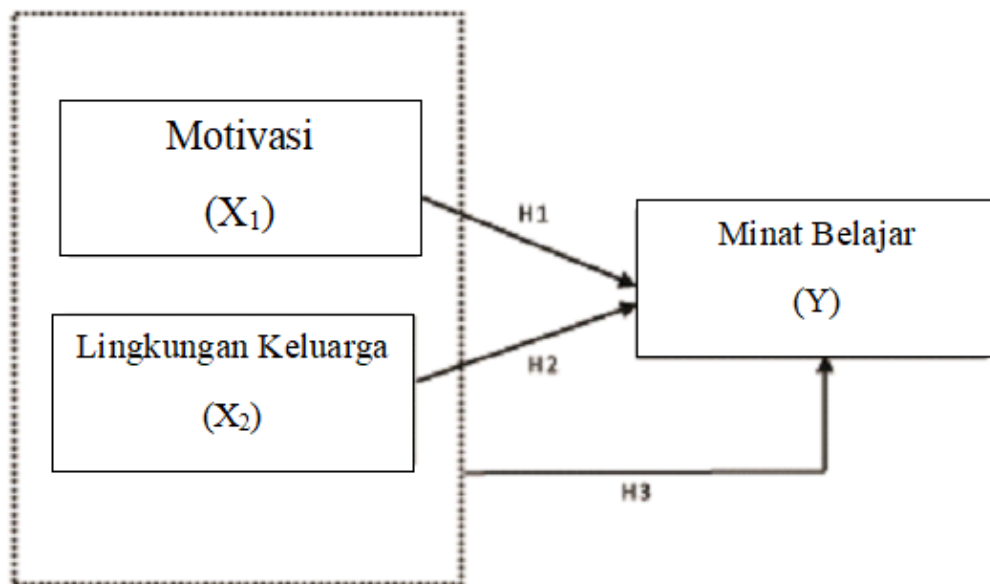 Motivasi
(X₁)
H1
Minat Belajar
(Y)
Lingkungan Keluarga
(X₂)
H2
H3